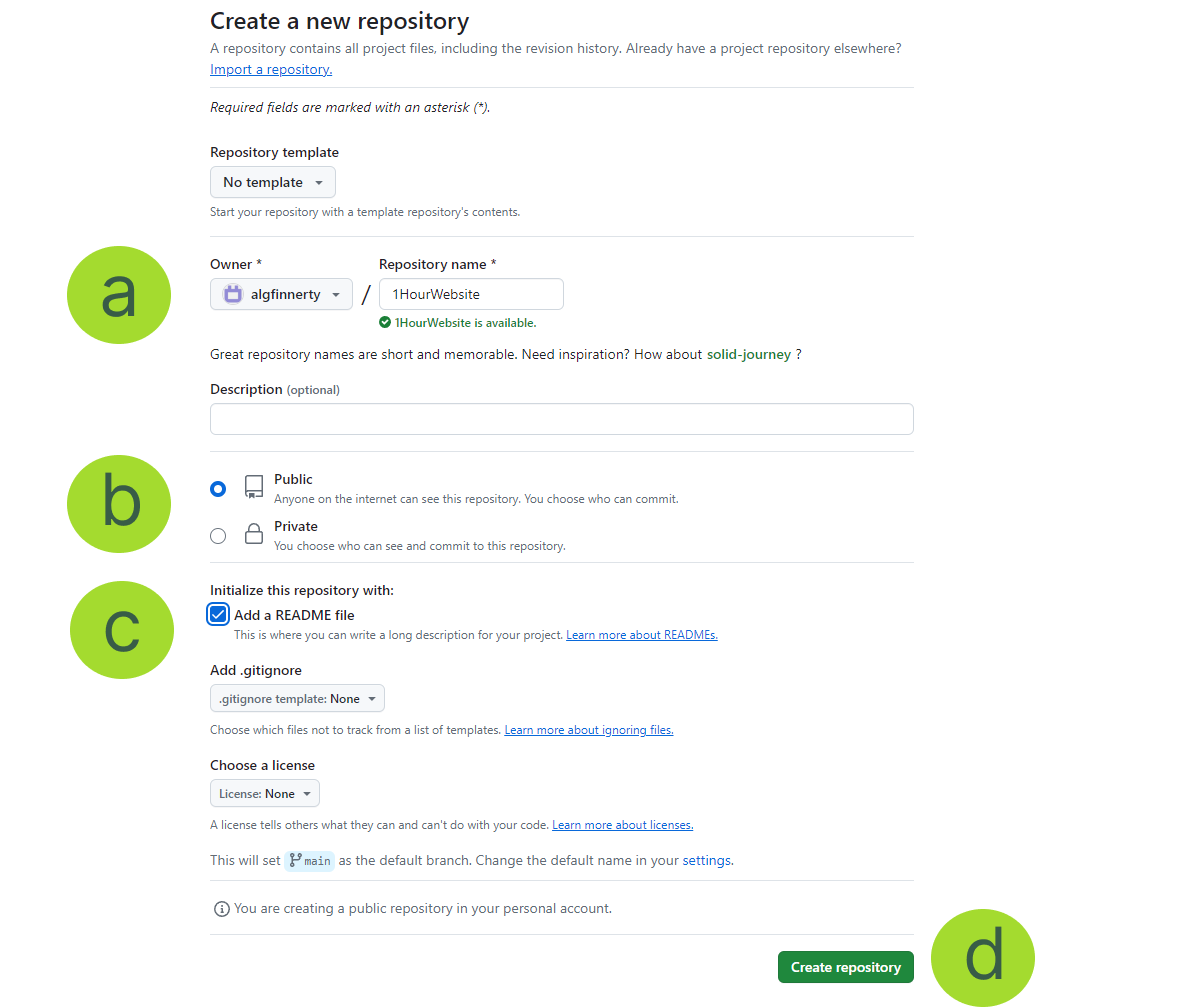 Create a new repository
A repository contains all project files, including the revision history. Already have a project repository elsewhere?
Import a repository.
Required fields are marked with an asterisk (*).
Repository template
No template
Start your repository with a template repository's contents.
a
Owner * Repository name *
algfinnerty / 1HourWebsite
1HourWebsite is available.
Great repository names are short and memorable. Need inspiration? How about solid-journey ?
Description (optional)
b
Public
Anyone on the internet can see this repository. You choose who can commit.
Private
You choose who can see and commit to this repository.
c
Initialize this repository with:
Add a README file
This is where you can write a long description for your project. Learn more about READMEs.
Add .gitignore
.gitignore template: None
Choose which files not to track from a list of templates. Learn more about ignoring files.
Choose a license
License: None
A license tells others what they can and can't do with your code. Learn more about licenses.
This will set main as the default branch. Change the default name in your settings.
You are creating a public repository in your personal account.
Create repository
d